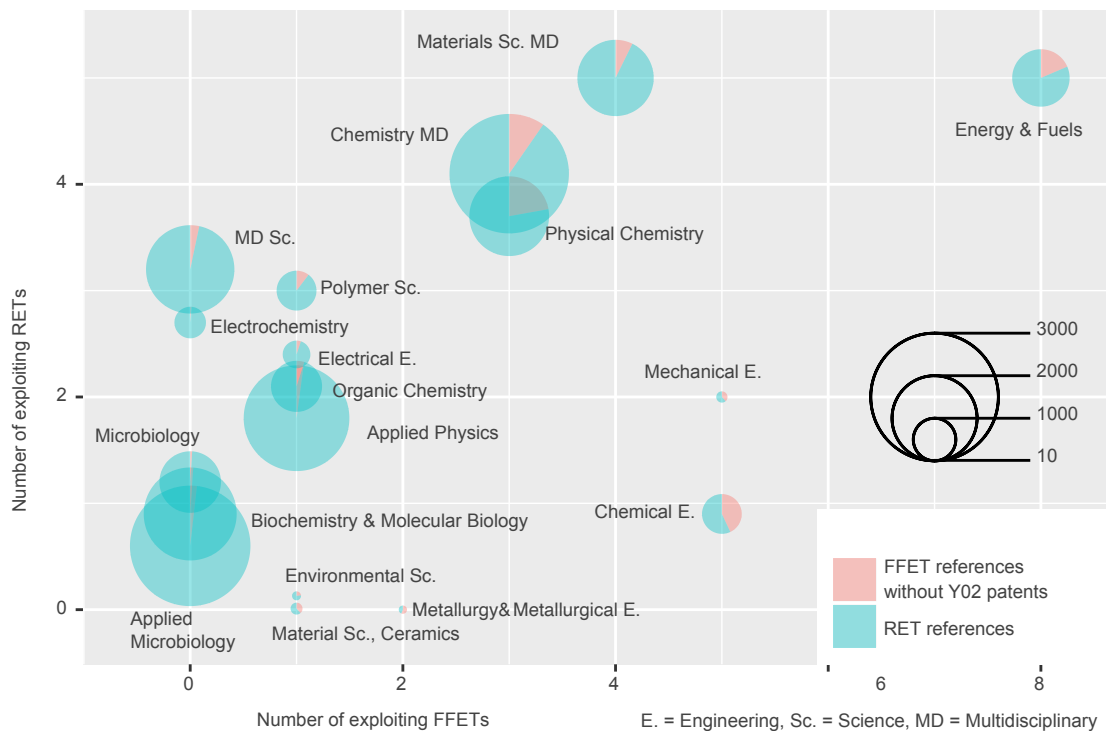 Materials Sc. MD
Energy & Fuels
Chemistry MD
4
Physical Chemistry
MD Sc.
Polymer Sc.
Electrochemistry
Electrical E.
Organic Chemistry
Applied Physics
Mechanical E.
3000
2000
1000
10
2
Number of exploiting RETs
Microbiology
Biochemistry & Molecular Biology
Chemical E.
Environmental Sc.
0
Applied
Microbiology
Material Sc., Ceramics
Metallurgy& Metallurgical E.
FFET references
without Y02 patents
RET references
0 2 4 6 8
Number of exploiting FFETs
E. = Engineering, Sc. = Science, MD = Multidisciplinary